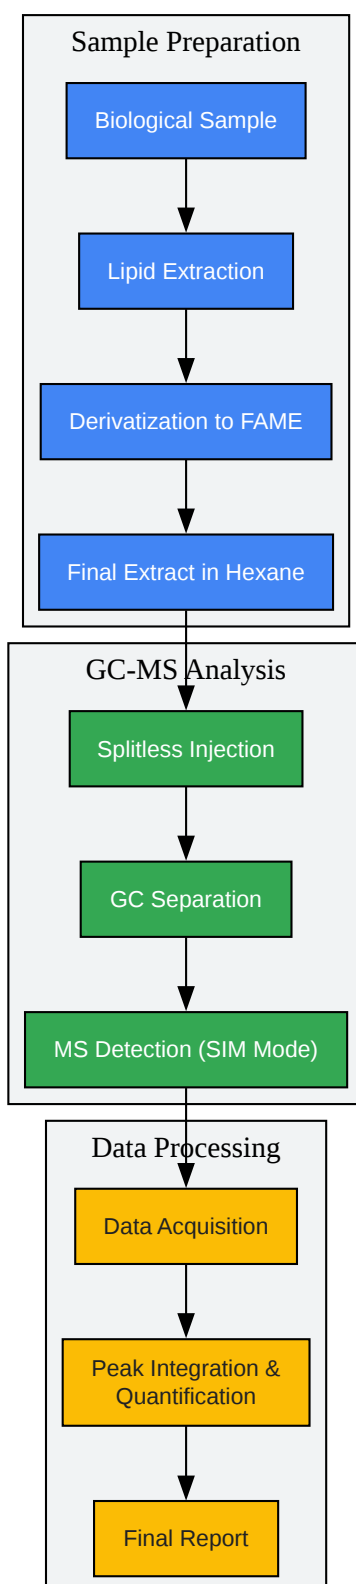 Sample Preparation
Biological Sample
Lipid Extraction
Derivatization to FAME
Final Extract in Hexane
GC-MS Analysis
Splitless Injection
GC Separation
MS Detection (SIM Mode)
Data Processing
Data Acquisition
Peak Integration &
Quantification
Final Report